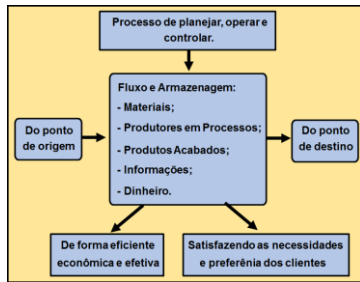 Processo de planejar, operar e
controlar.
Fluxo e Armazenagem:
- Materiais;
- Produtores em Processos;
- Produtos Acabados;
- Informações;
- Dinheiro.
Do ponto
de origem
Do ponto
de destino
De forma eficiente
econômica e efetiva
Satisfazendo as necessidades
e preferênia dos clientes